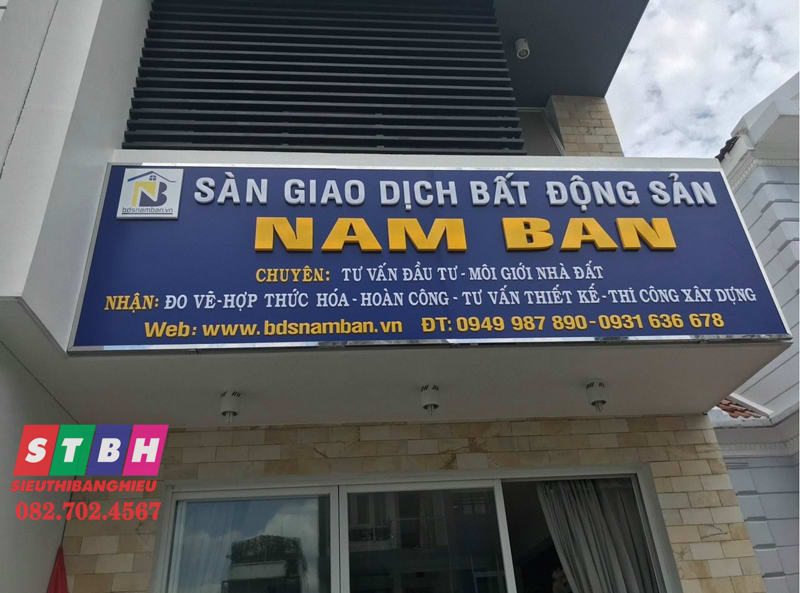 NB
bdsnamban.vn
SÀN GIAO DỊCH BẤT ĐỘNG SẢN
NAM BAN
CHUYÊN: TƯ VẤN ĐẦU TƯ - MÔI GIỚI NHÀ ĐẤT
NHẬN: ĐO VẼ-HỢP THỨC HÓA-HOÀN CÔNG-TƯ VẤN THIẾT KẾ-THI CÔNG XÂY DỰNG
Web: www.bdsnamban.vn ĐT: 0949 987 890-0931 636 678
STBH
SIEUTHIBANGHIEU
082.702.4567